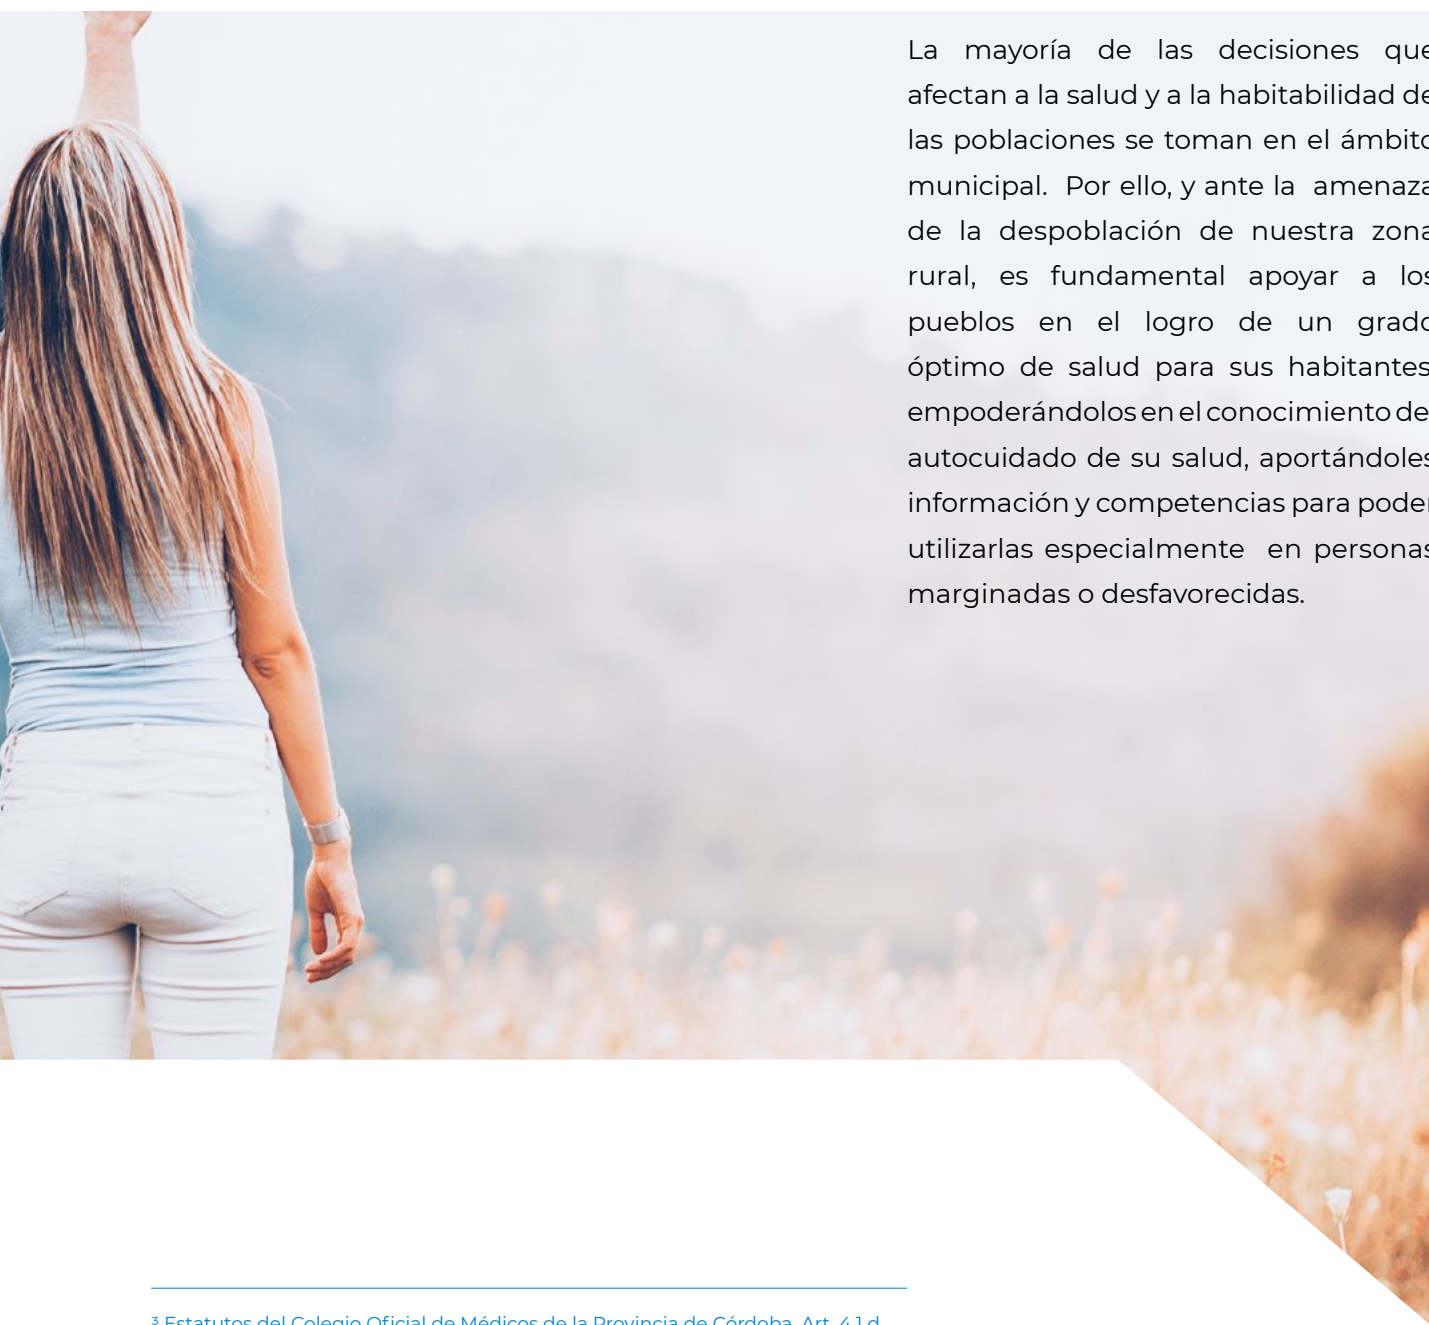 La mayoría de las decisiones que
afectan a la salud y a la habitabilidad de
las poblaciones se toman en el ámbito
municipal. Por ello, y ante la amenaza
de la despoblación de nuestra zona
rural, es fundamental apoyar a los
pueblos en el logro de un grado
óptimo de salud para sus habitantes
empoderándolos en el conocimiento de
autocuidado de su salud, aportándoles
información y competencias para poder
utilizarlas especialmente en personas
marginadas o desfavorecidas.
³ Estatutos del Colegio Oficial de Médicos de la Provincia de Córdoba. Art. 4.1.d